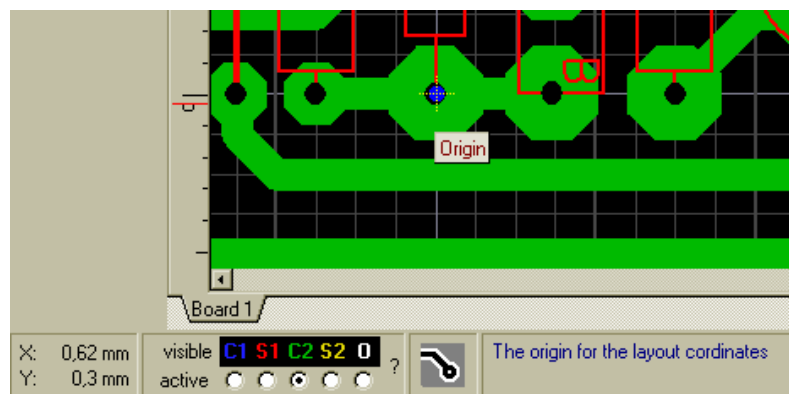 B
0
Origin
Board 1
X: 0,62 mm
Y: 0,3 mm
visible C1 S1 C2 S2 O
active
?
The origin for the layout cordinates